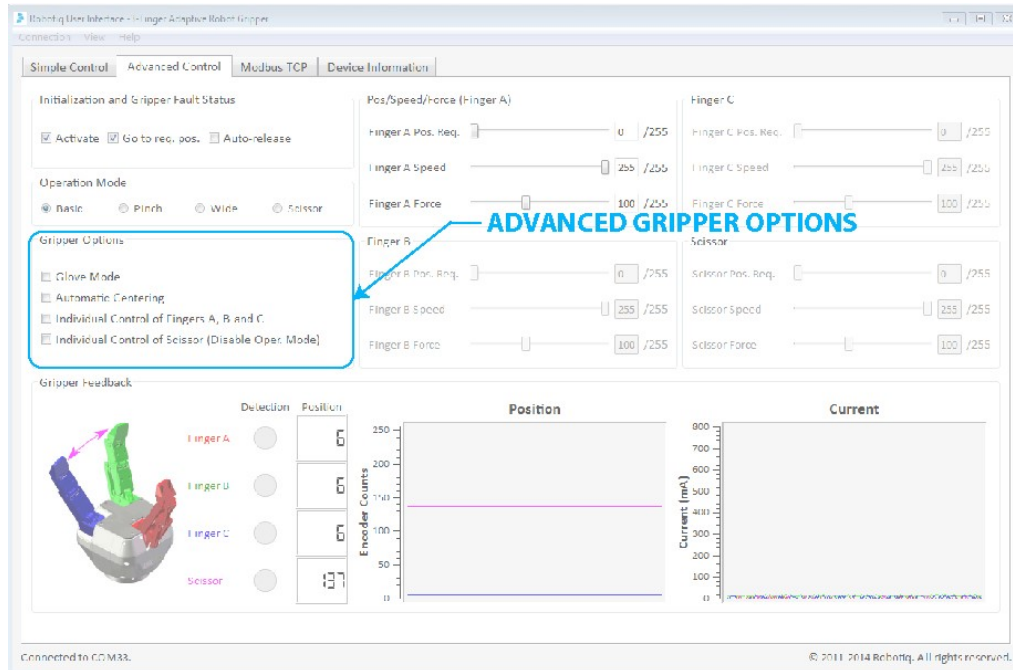 Robotiq User Interface - 3-Finger Adaptive Robot Gripper
Connection View Help
Simple Control Advanced Control Modbus TCP Device Information
Initialization and Gripper Fault Status
Activate Go to req. pos. Auto-release
Operation Mode
Basic Pinch Wide Scissor
Gripper Options
Glove Mode
Automatic Centering
Individual Control of Fingers A, B and C
Individual Control of Scissor (Disable Oper. Mode)
Pos/Speed/Force (Finger A)
Finger A Pos. Req. 0 /255
Finger A Speed 255 /255
Finger A Force 100 /255
Finger C
Finger C Pos. Req. 0 /255
Finger C Speed 255 /255
Finger C Force 100 /255
ADVANCED GRIPPER OPTIONS
Finger B
Finger B Pos. Req. 0 /255
Finger B Speed 255 /255
Finger B Force 100 /255
Scissor
Scissor Pos. Req. 0 /255
Scissor Speed 255 /255
Scissor Force 100 /255
Gripper Feedback
Detection Position
Finger A 6
Finger B 6
Finger C 6
Scissor 137
Position
Encoder Counts
250
200
150
100
50
0
Current
Current (mA)
800
700
600
500
400
300
200
100
0
Connected to COM33.
© 2011-2014 Robotiq. All rights reserved.